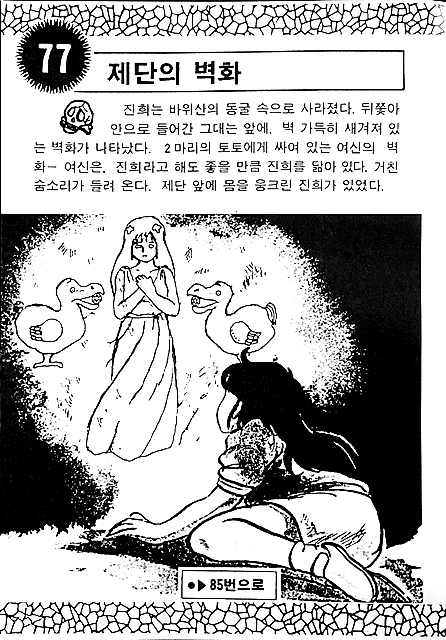 77
제단의 벽화
진희는 바위산의 동굴 속으로 사라졌다. 뒤쫓아
안으로 들어간 그대는 앞에. 벽 가득히 새겨져 있
는 벽화가 나타났다. 2마리의 토토에게 싸여 있는 여신의 벽
화— 여신은. 진희라고 해도 좋을 만큼 진희를 닮아 있다. 거친
숨소리가 들려 온다. 제단 앞에 몸을 웅크린 진희가 있었다.
●▶85번으로